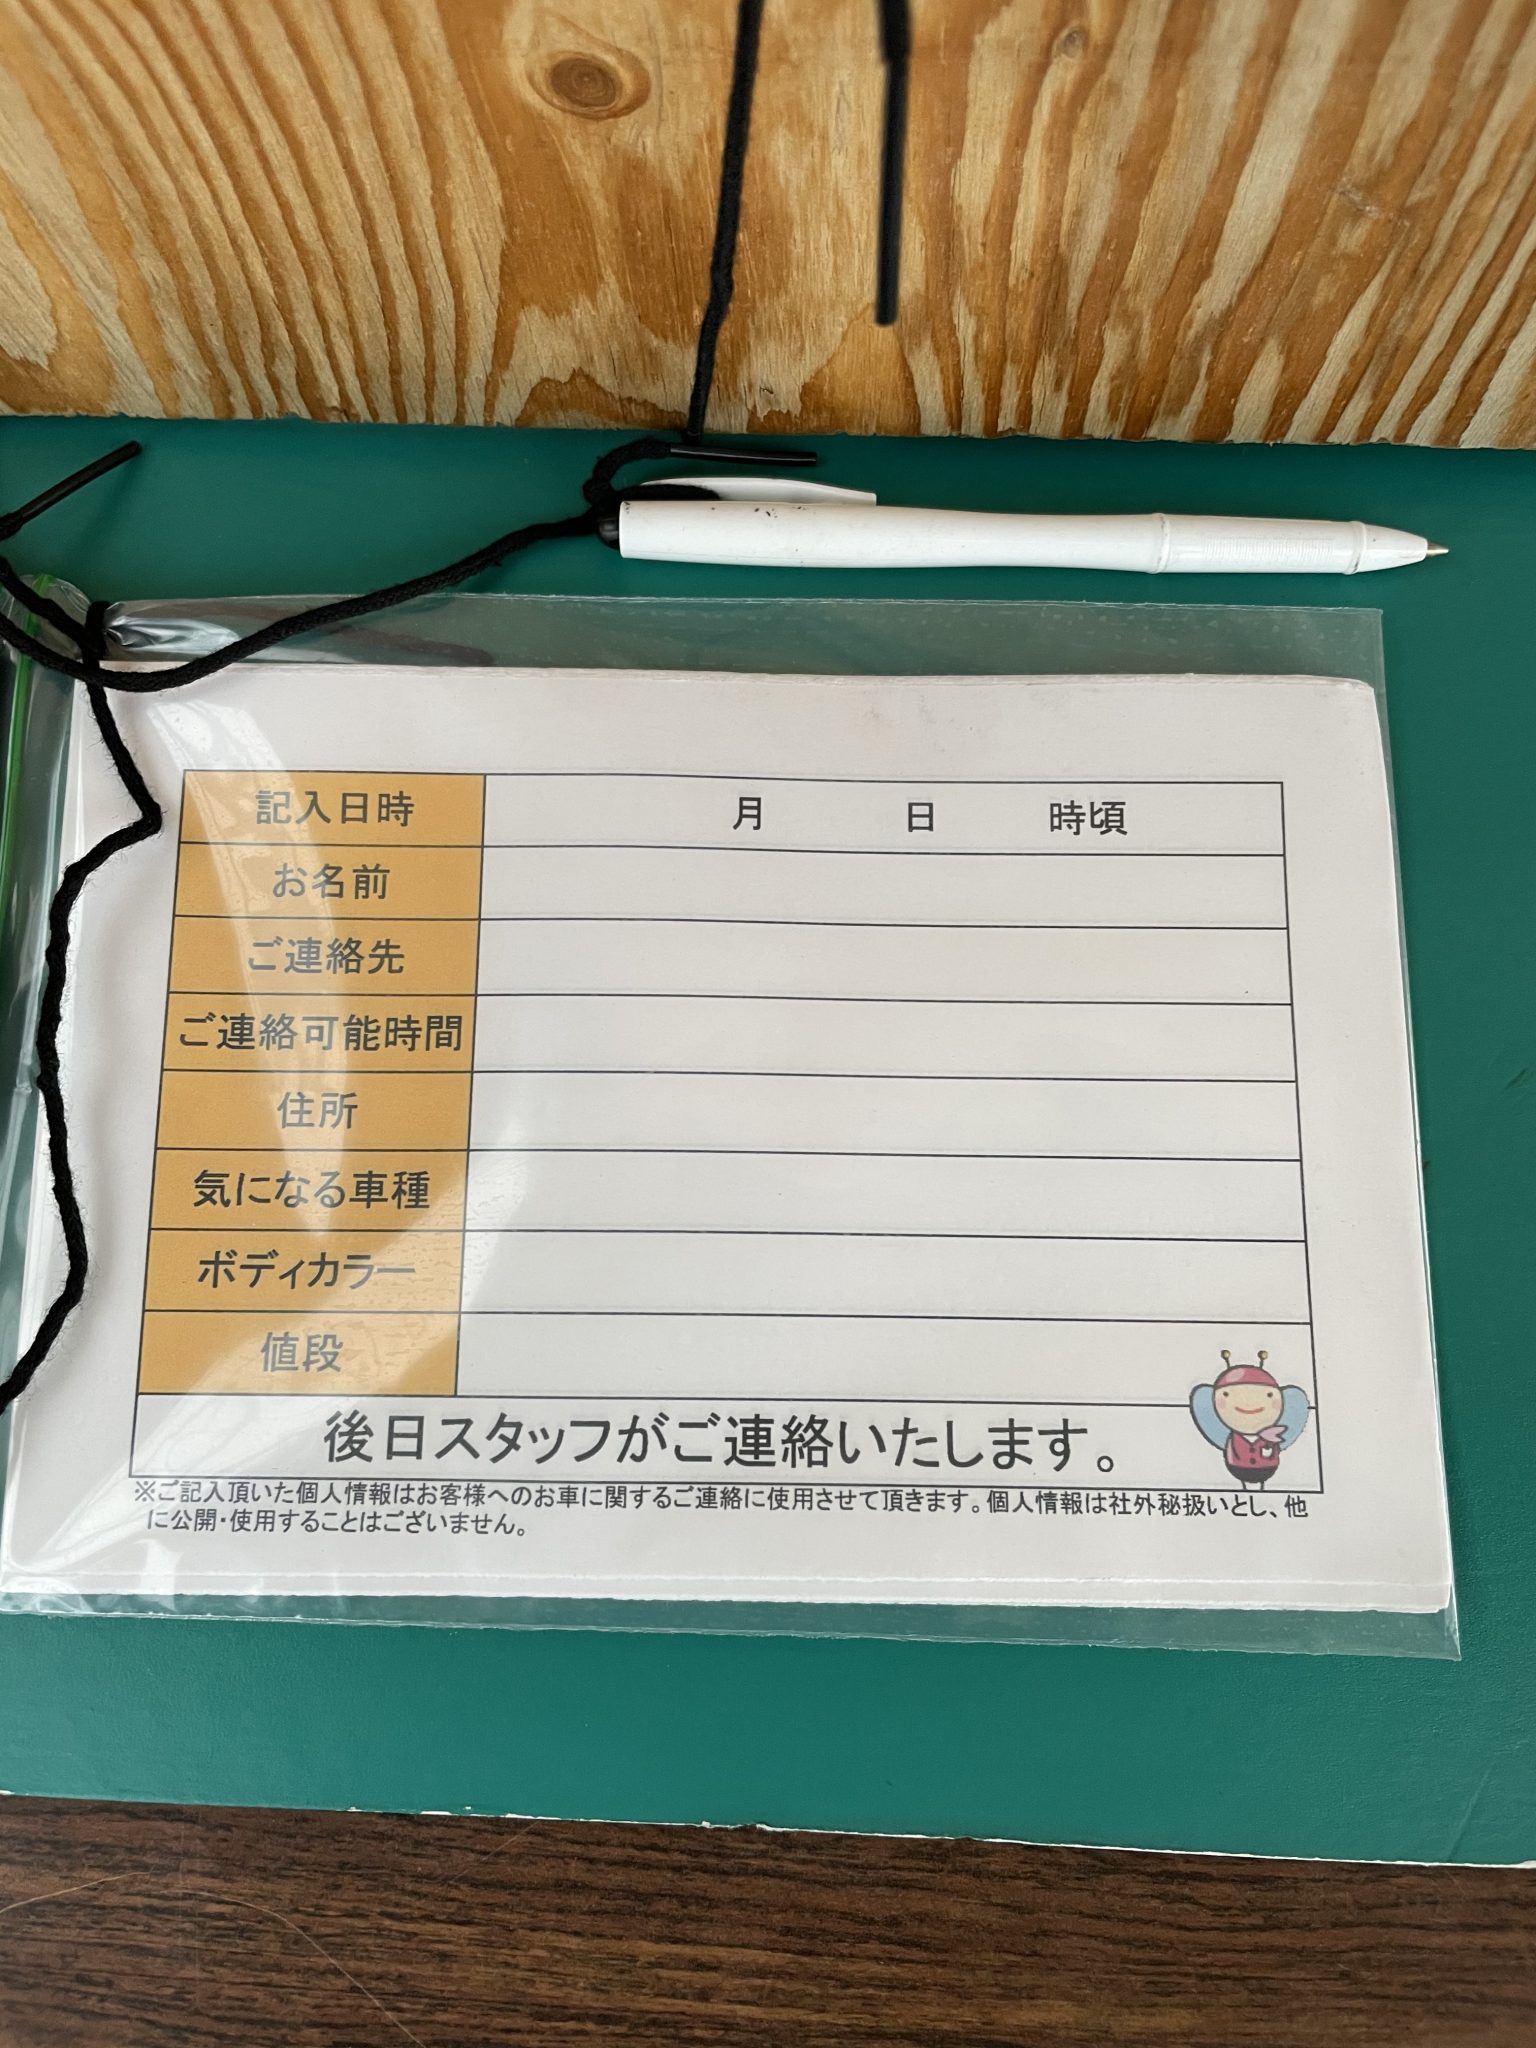 記入日時 月 日 時頃
お名前
ご連絡先
ご連絡可能時間
住所
気になる車種
ボディカラー
値段
後日スタッフがご連絡いたします。
※ご記入頂いた個人情報はお客様へのお車に関するご連絡に使用させて頂きます。個人情報は社外秘扱いとし、他
に公開・使用することはございません。